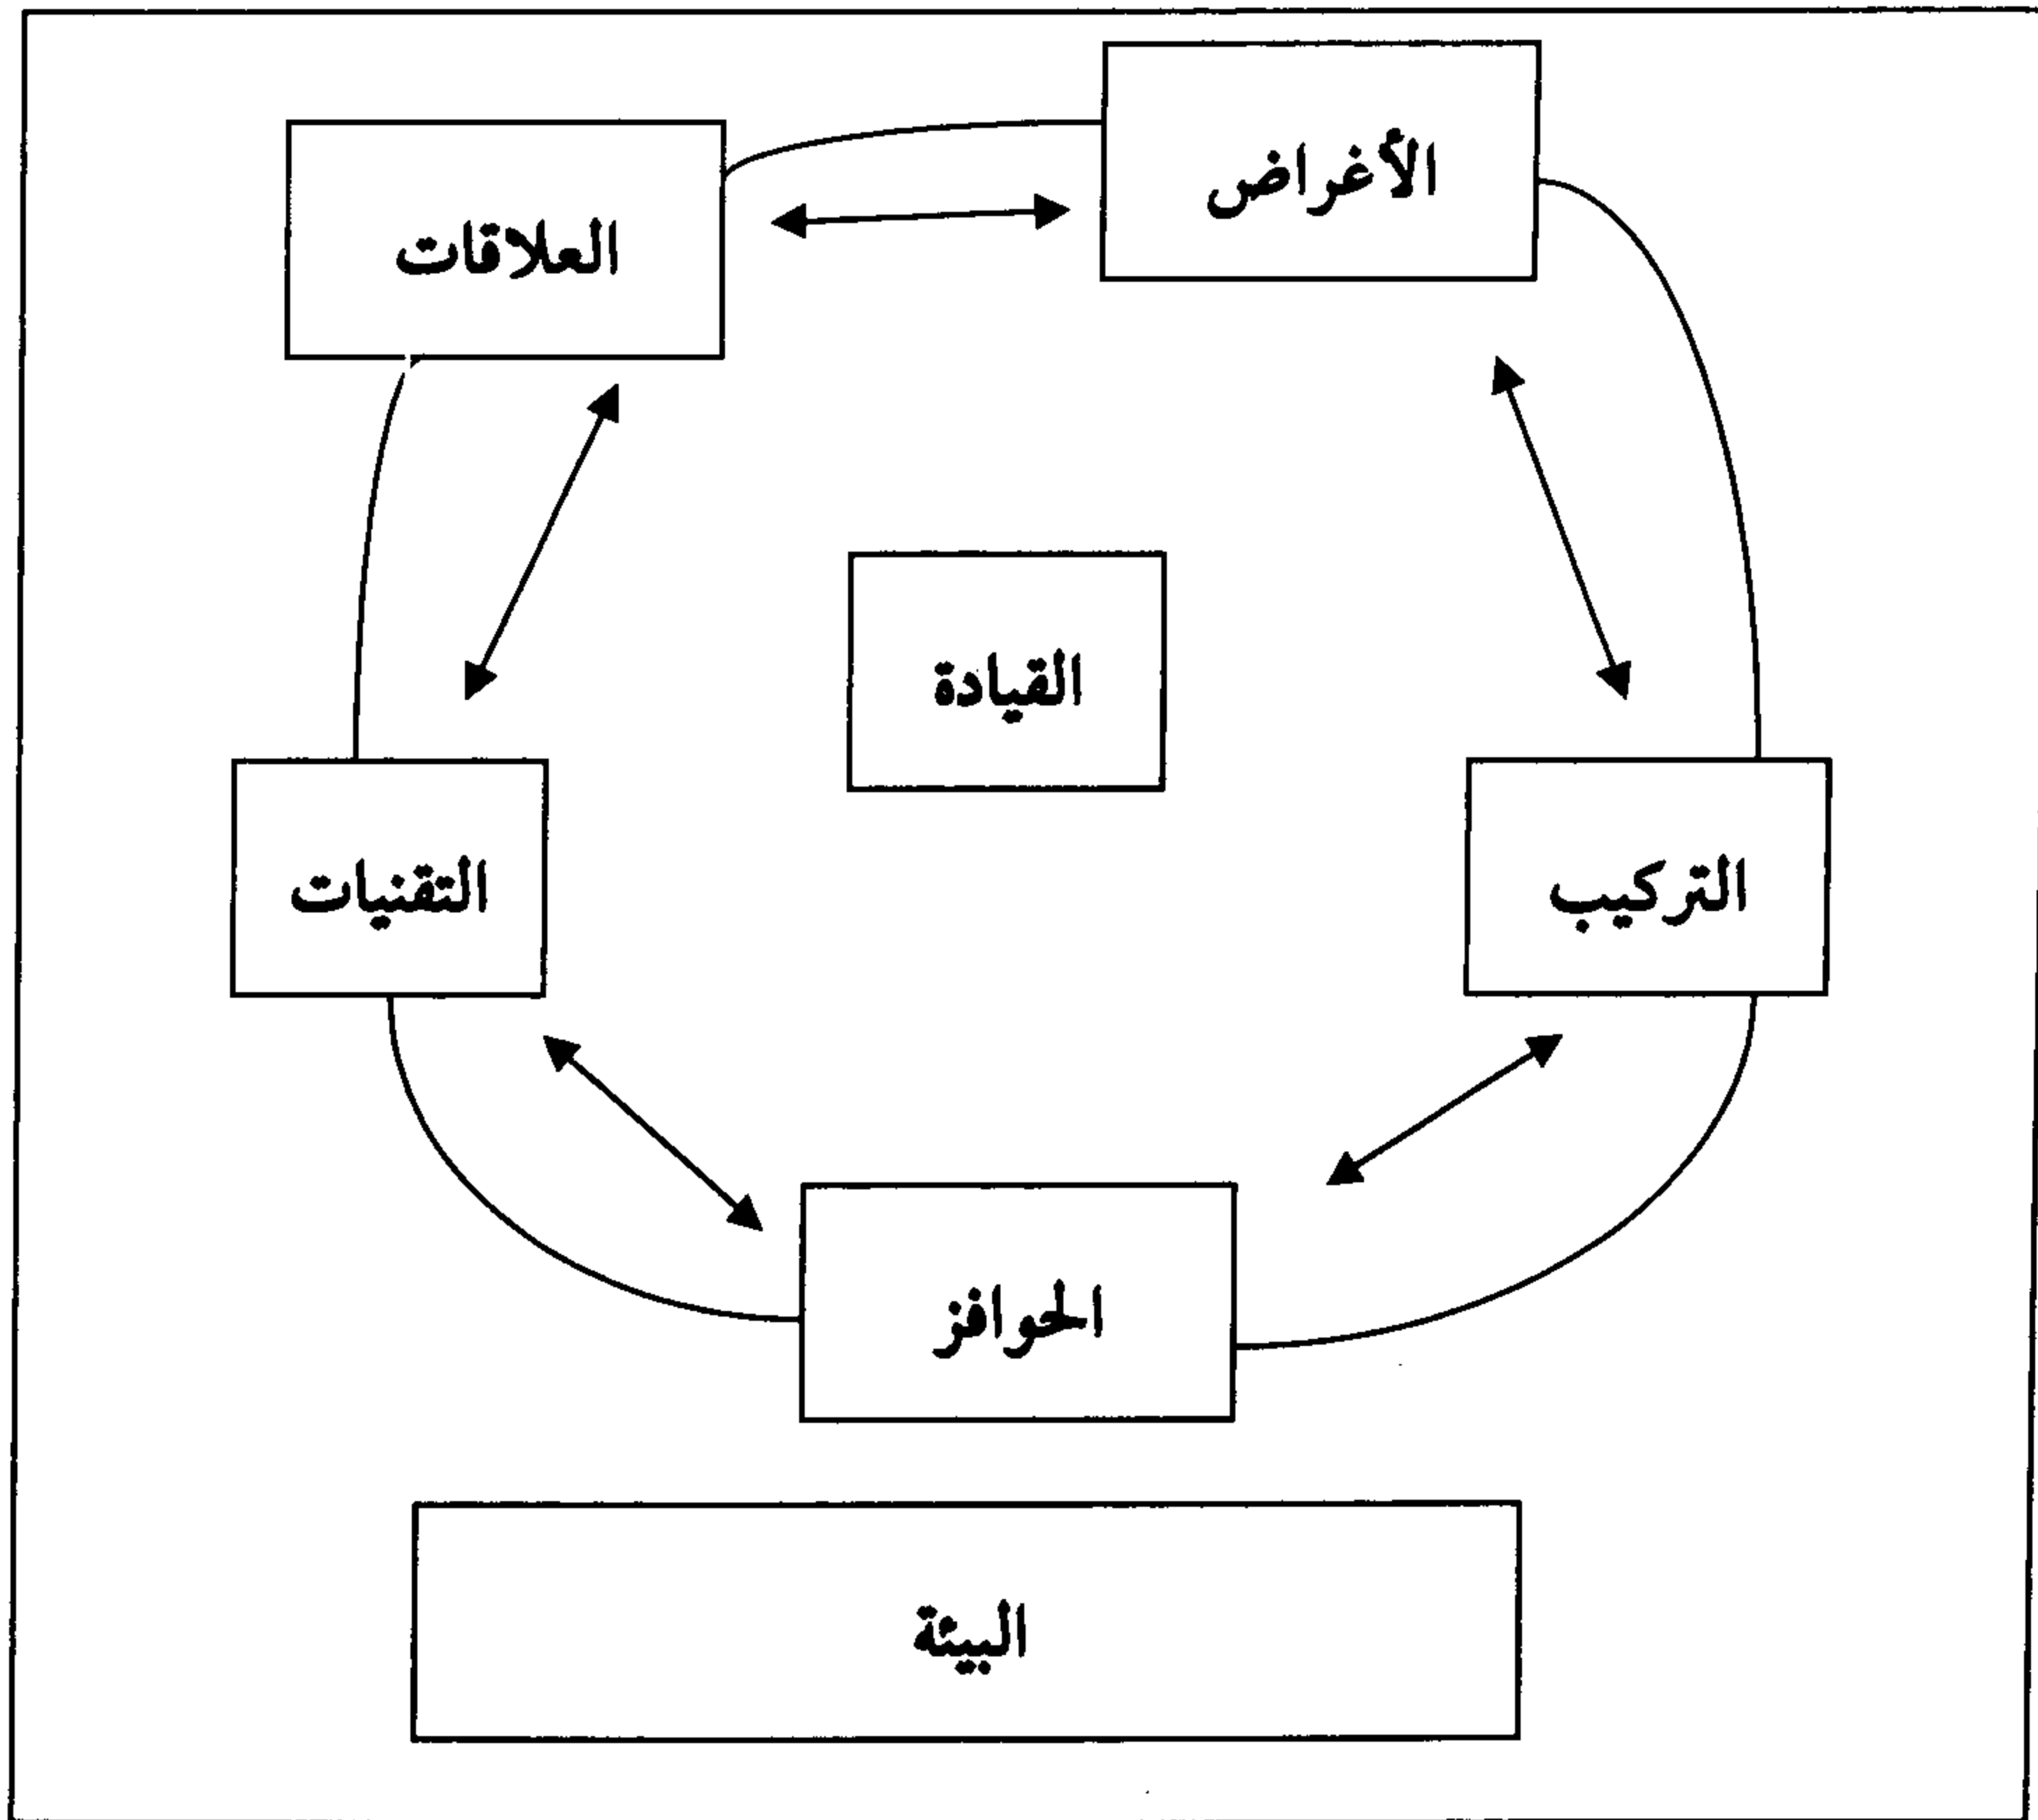 الأغراض
العلاقات
القيادة
التركيب
التقنيات
الحوافز
البيئة